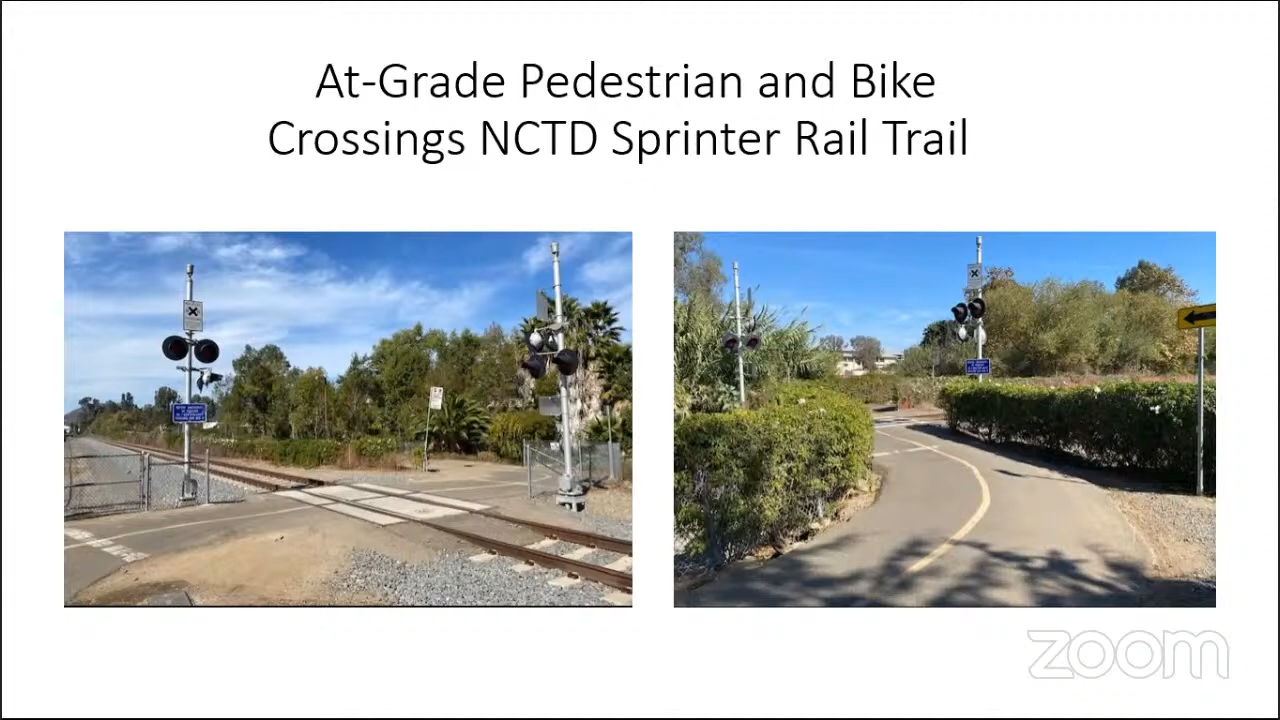 At-Grade Pedestrian and Bike
Crossings NCTD Sprinter Rail Trail
zoom